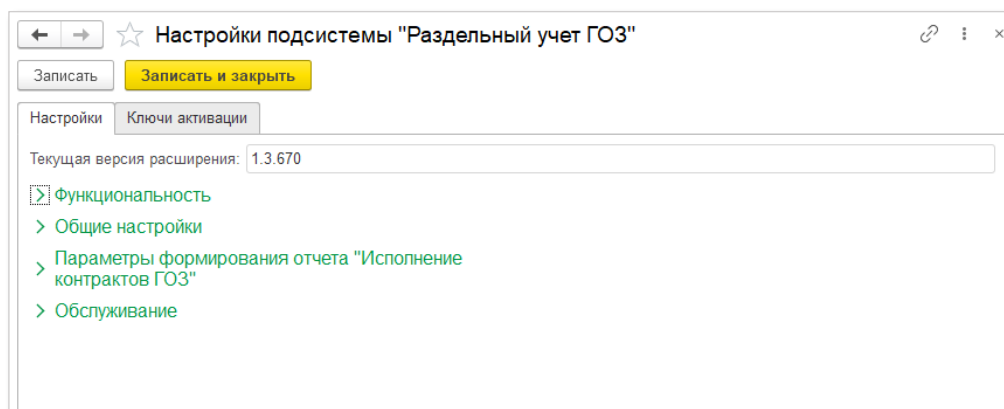 Настройки подсистемы "Раздельный учет ГОЗ"
Записать Записать и закрыть
Настройки Ключи активации
Текущая версия расширения: 1.3.670
Функциональность
Общие настройки
Параметры формирования отчета "Исполнение
контрактов ГОЗ"
Обслуживание